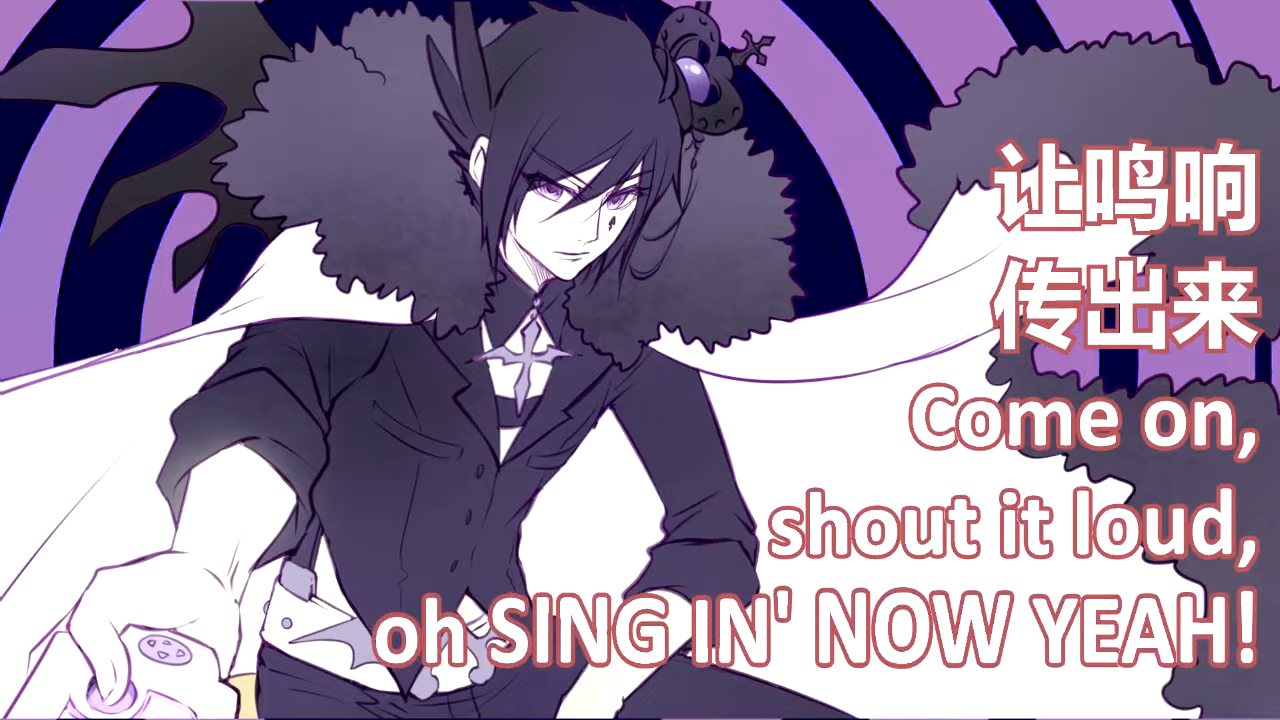 让鸣响
传出来
Come on,
shout it loud,
oh SING IN' NOW YEAH!